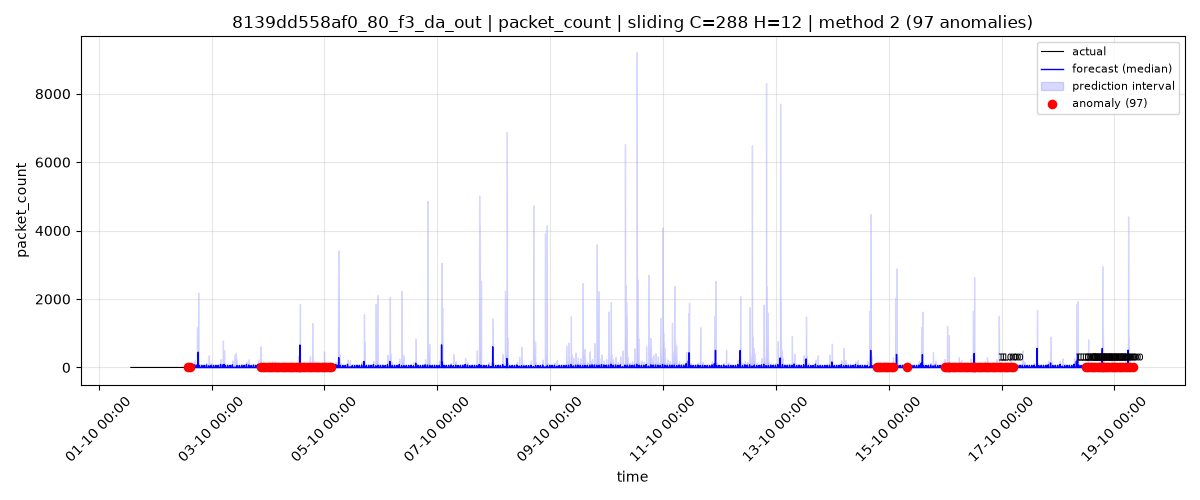 8139dd558af0_80_f3_da_out | packet_count | sliding C=288 H=12 | method 2 (97 anomalies)
actual
forecast (median)
prediction interval
anomaly (97)
8000
6000
4000
2000
0
packet_count
01-10 00:00
03-10 00:00
05-10 00:00
07-10 00:00
09-10 00:00
11-10 00:00
13-10 00:00
15-10 00:00
17-10 00:00
19-10 00:00
time